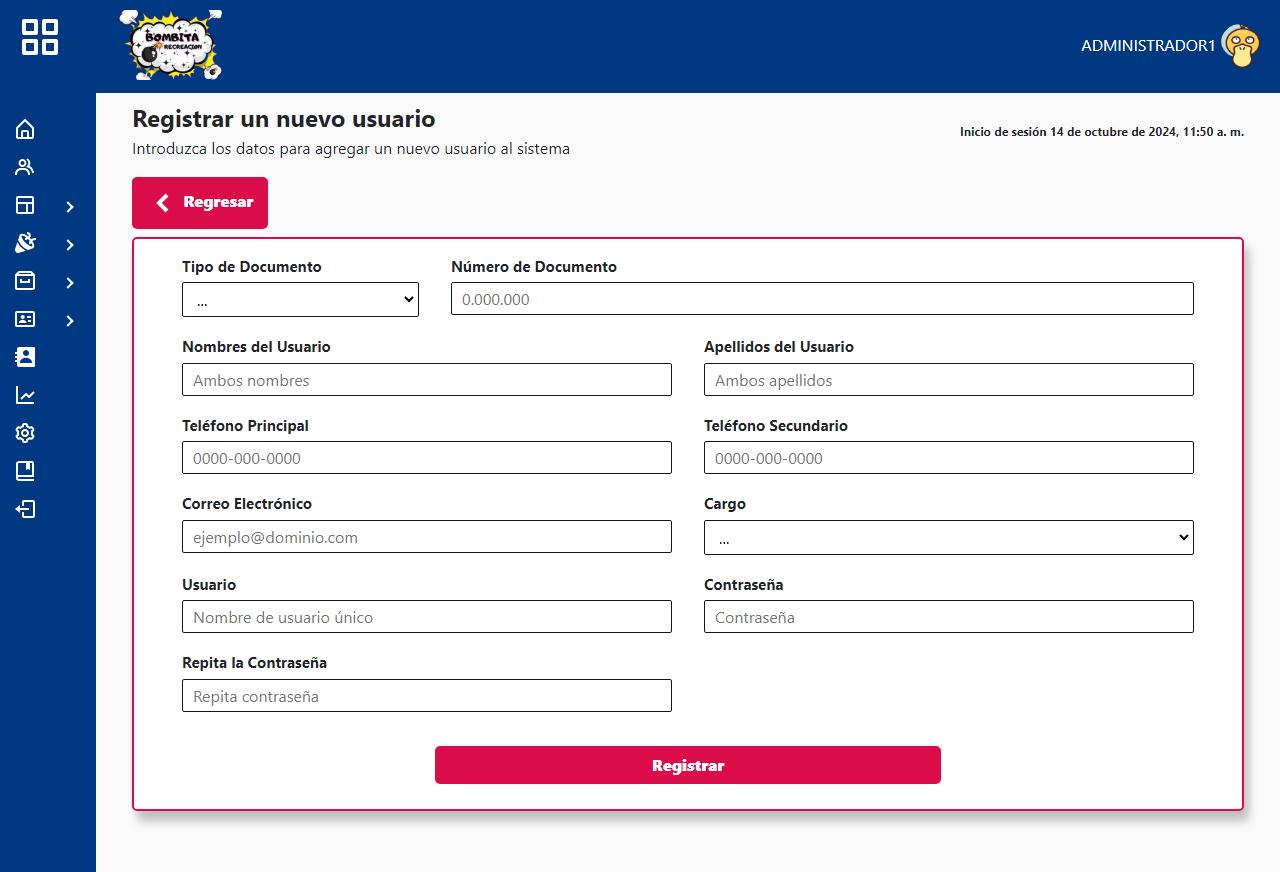 BOMBITA
RECREACION
ADMINISTRADOR1
Registrar un nuevo usuario
Introduzca los datos para agregar un nuevo usuario al sistema
Inicio de sesión 14 de octubre de 2024, 11:50 a. m.
Regresar
Tipo de Documento
Número de Documento
...
0.000.000
Nombres del Usuario
Apellidos del Usuario
Ambos nombres
Ambos apellidos
Teléfono Principal
Teléfono Secundario
0000-000-0000
0000-000-0000
Correo Electrónico
Cargo
ejemplo@dominio.com
...
Usuario
Contraseña
Nombre de usuario único
Contraseña
Repita la Contraseña
Repita contraseña
Registrar